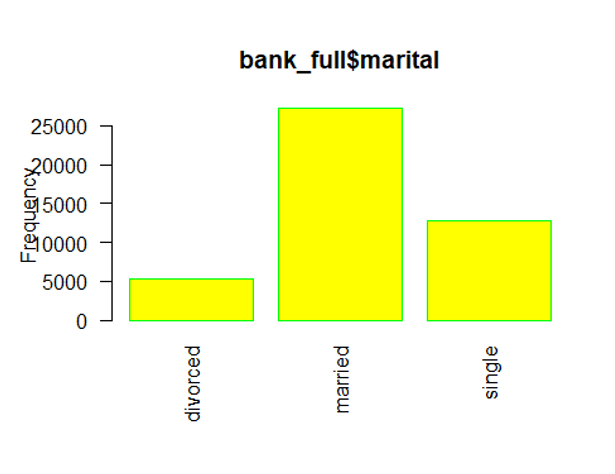 bank_full$marital
Frequency
25000
20000
15000
10000
5000
0
divorced
married
single